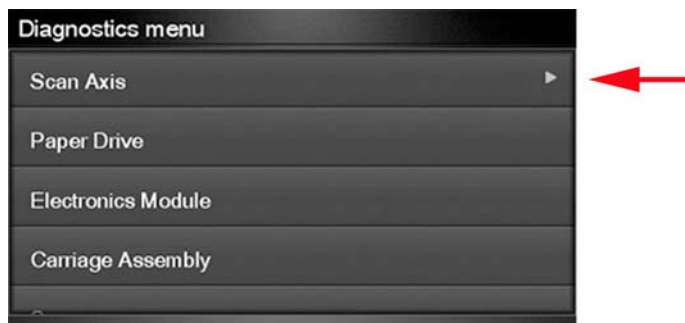 Diagnostics menu
Scan Axis
Paper Drive
Electronics Module
Carriage Assembly